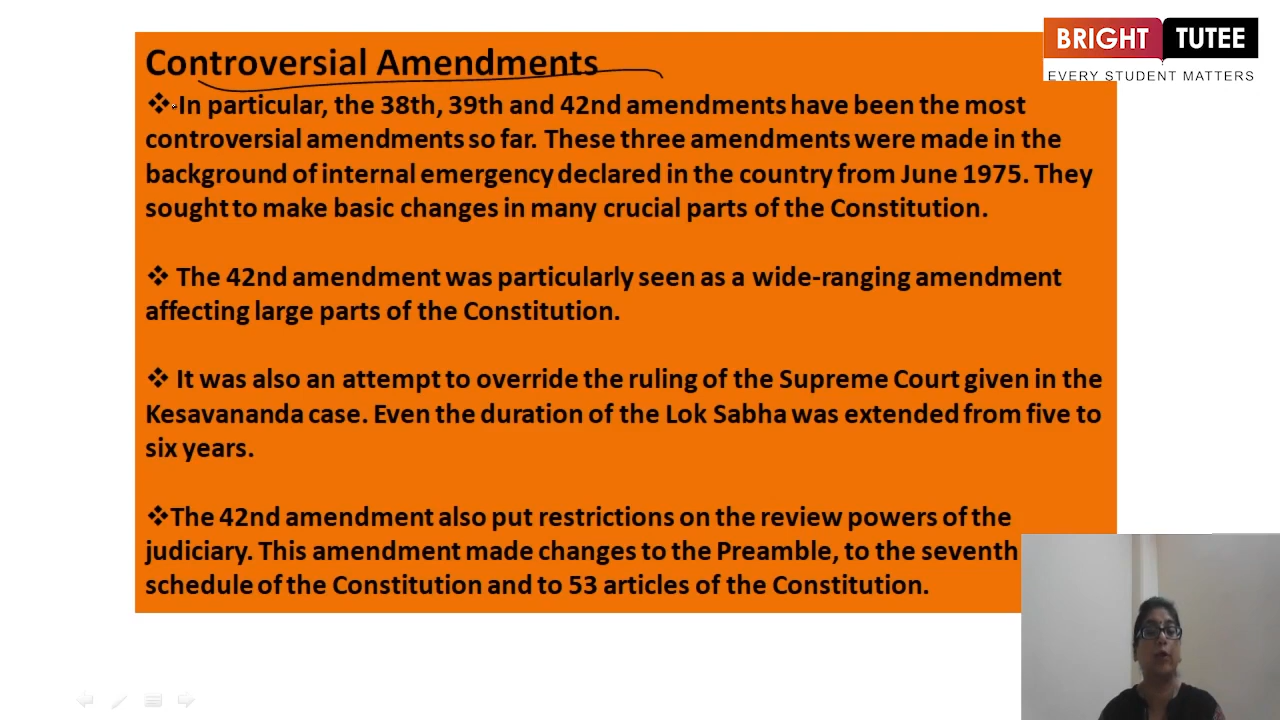 BRIGHT TUTEE
EVERY STUDENT MATTERS
Controversial Amendments
❖In particular, the 38th, 39th and 42nd amendments have been the most
controversial amendments so far. These three amendments were made in the
background of internal emergency declared in the country from June 1975. They
sought to make basic changes in many crucial parts of the Constitution.
❖ The 42nd amendment was particularly seen as a wide-ranging amendment
affecting large parts of the Constitution.
❖ It was also an attempt to override the ruling of the Supreme Court given in the
Kesavananda case. Even the duration of the Lok Sabha was extended from five to
six years.
❖The 42nd amendment also put restrictions on the review powers of the
judiciary. This amendment made changes to the Preamble, to the seventh
schedule of the Constitution and to 53 articles of the Constitution.